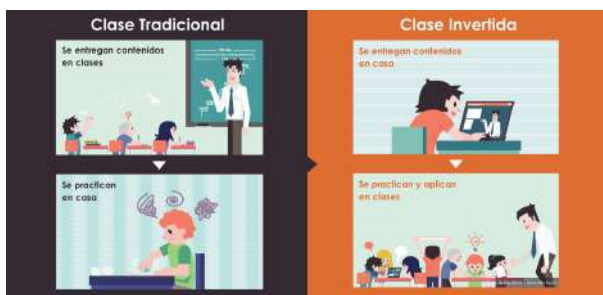 Clase Tradicional
Se entregan contenidos
en clases
Se practican
en casa
Clase Invertida
Se entregan contenidos
en casa
Se practican y aplican
en clases